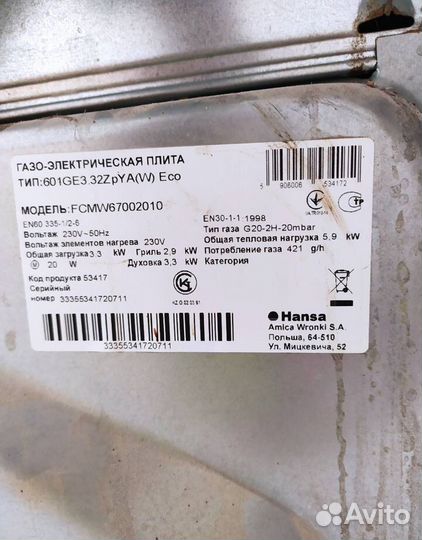 ГАЗО-ЭЛЕКТРИЧЕСКАЯ ПЛИТА
ТИП:601GE3.32ZpYA(W) Eco
5 906006 534172
МОДЕЛЬ:FCMW67002010
EN60 335-1/2-6
Вольтаж 230V~50Hz
Вольтаж элементов нагрева 230V
Общая загрузка 3,3 kW Гриль 2,9 kW
M 20 W Духовки 3.3 kW
Код продукта 53417
Серийный
номер 33355341720711
33355341720711
EN30-1-1 1998
Тип газа G20-2H-20mbar
Общая тепловая нагрузка 5,9 kW
Потребление газа 421 g/h
Категория
Hansa
Amica Wronki S.A.
Польша, 64-510
Ул. Мицкевича, 52
Avito